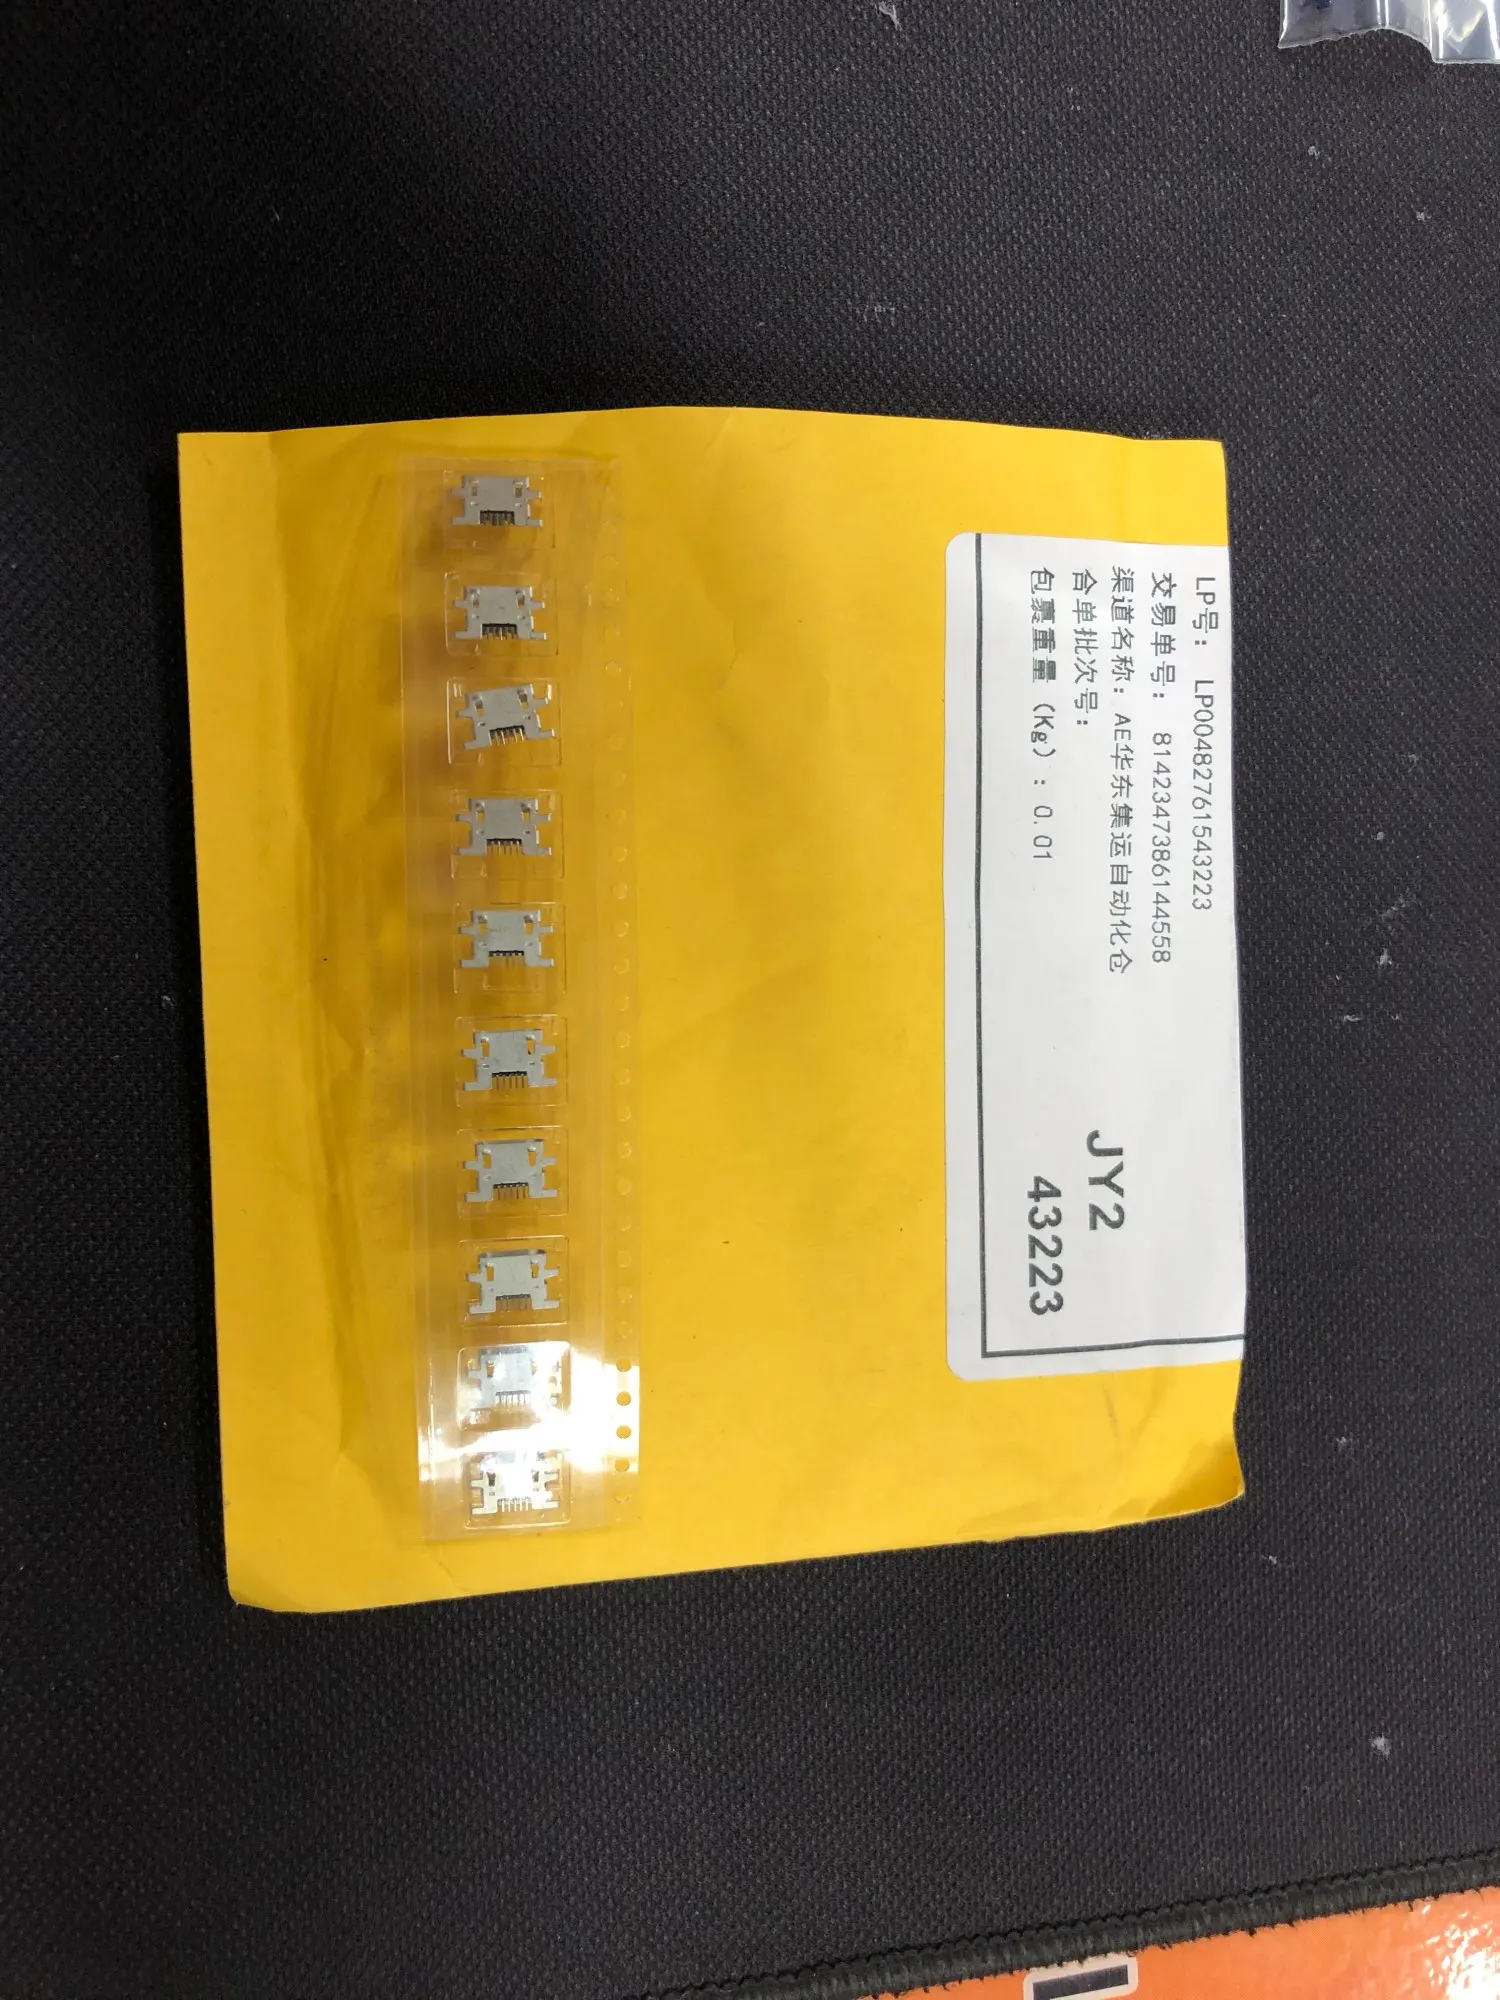 LP号: LP00482761543223
交易单号: 8142347386144558
渠道名称: AE华东集运自动化仓
合单批次号:
包裹重量 (Kg) : 0.01
JY2
43223